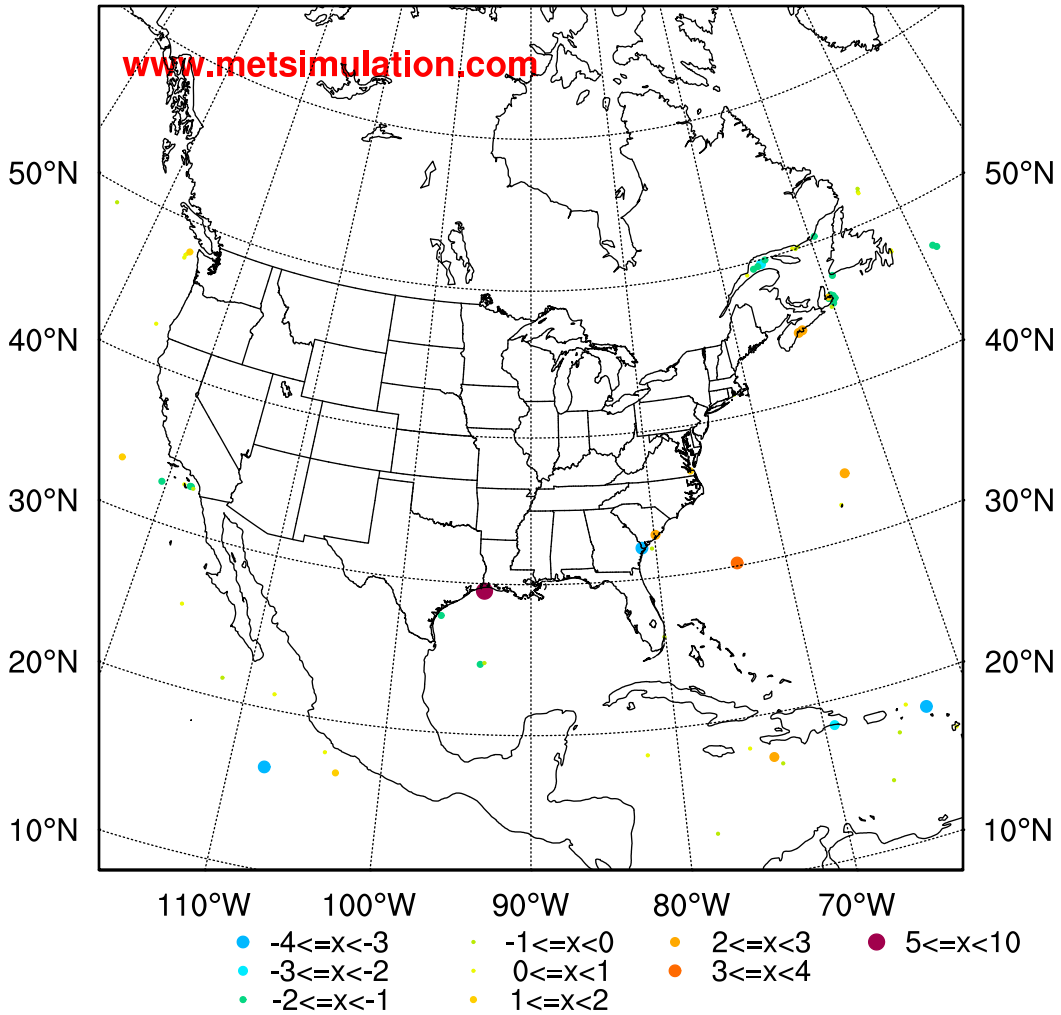 www.metsimulation.com
50°N 50°N
40°N 40°N
30°N 30°N
20°N 20°N
10°N 10°N
110°W 100°W 90°W 80°W 70°W
-4<=x<-3 -1<=x<0 2<=x<3 5<=x<10
-3<=x<-2 0<=x<1 3<=x<4
-2<=x<-1 1<=x<2